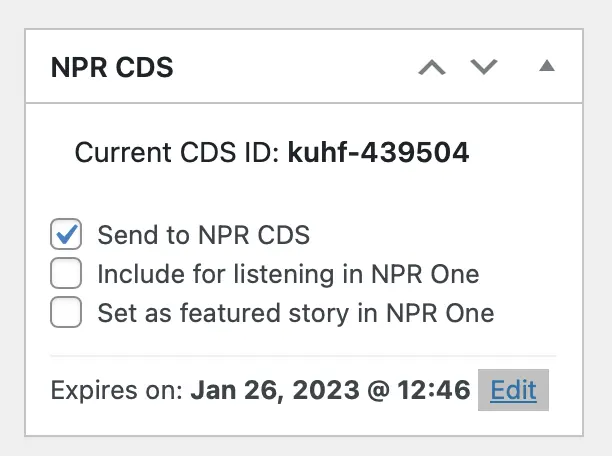 NPR CDS
Current CDS ID: kuhf-439504
Send to NPR CDS
Include for listening in NPR One
Set as featured story in NPR One
Expires on: Jan 26, 2023 @ 12:46 Edit